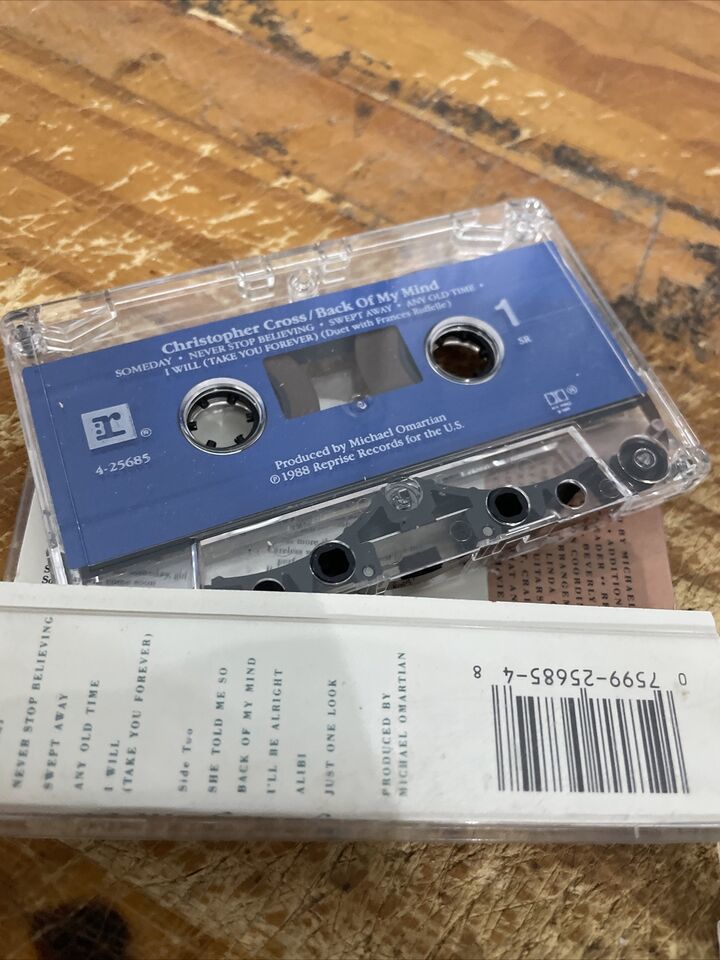 Christopher Cross/Back Of My Mind
SOMEDAY • NEVER STOP BELIEVING • SWEPT AWAY • ANY OLD TIME •
I WILL (TAKE YOU FOREVER) (Duet with Frances Ruffelle)
1
SR
r ®
4-25685
Produced by Michael Omartian
℗ 1988 Reprise Records for the U.S.
NEVER STOP BELIEVING
SWEPT AWAY
ANY OLD TIME
I WILL
(TAKE YOU FOREVER)
Side Two
SHE TOLD ME SO
BACK OF MY MIND
I'LL BE ALRIGHT
ALIBI
JUST ONE LOOK
PRODUCED BY
MICHAEL OMARTIAN
0 7599-25685-4 8